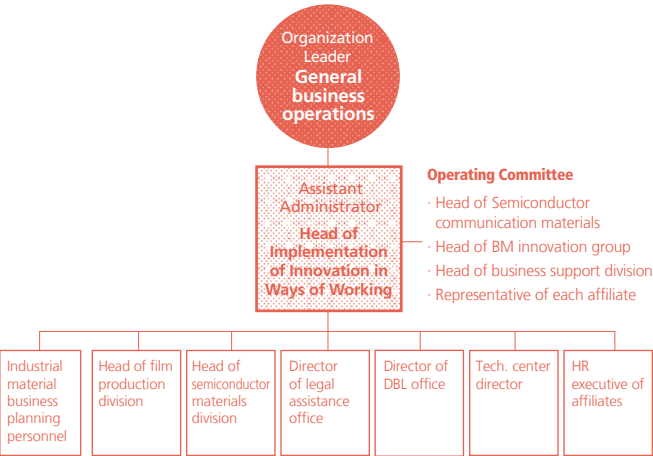 Organization
Leader
General
business
operations
Assistant
Administrator
Head of
Implementation
of Innovation in
Ways of Working
Operating Committee
· Head of Semiconductor
communication materials
· Head of BM innovation group
· Head of business support division
· Representative of each affiliate
Industrial
material
business
planning
personnel
Head of film
production
division
Head of
semiconductor
materials
division
Director
of legal
assistance
office
Director of
DBL office
Tech. center
director
HR
executive of
affiliates